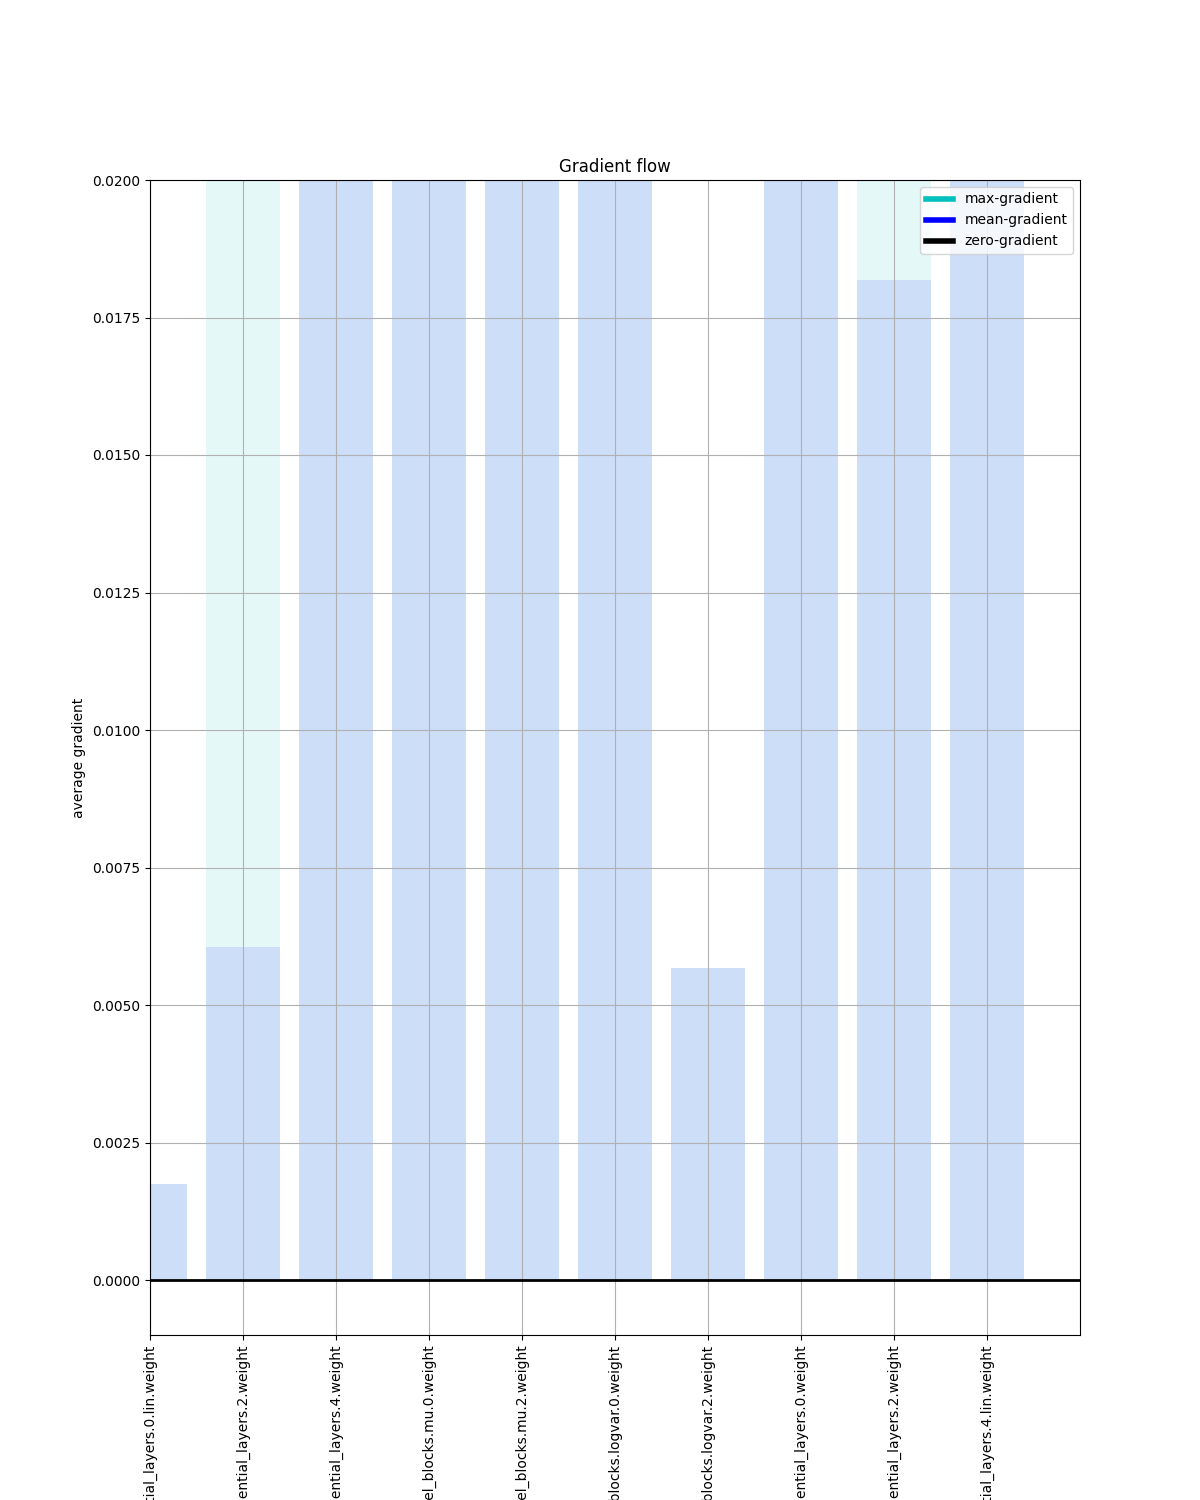 Gradient flow
max-gradient
mean-gradient
zero-gradient
0.0200
0.0175
0.0150
0.0125
0.0100
0.0075
0.0050
0.0025
0.0000
average gradient
tial_layers.0.lin.weight
ential_layers.2.weight
ential_layers.4.weight
el_blocks.mu.0.weight
el_blocks.mu.2.weight
blocks.logvar.0.weight
blocks.logvar.2.weight
ential_layers.0.weight
ential_layers.2.weight
tial_layers.4.lin.weight